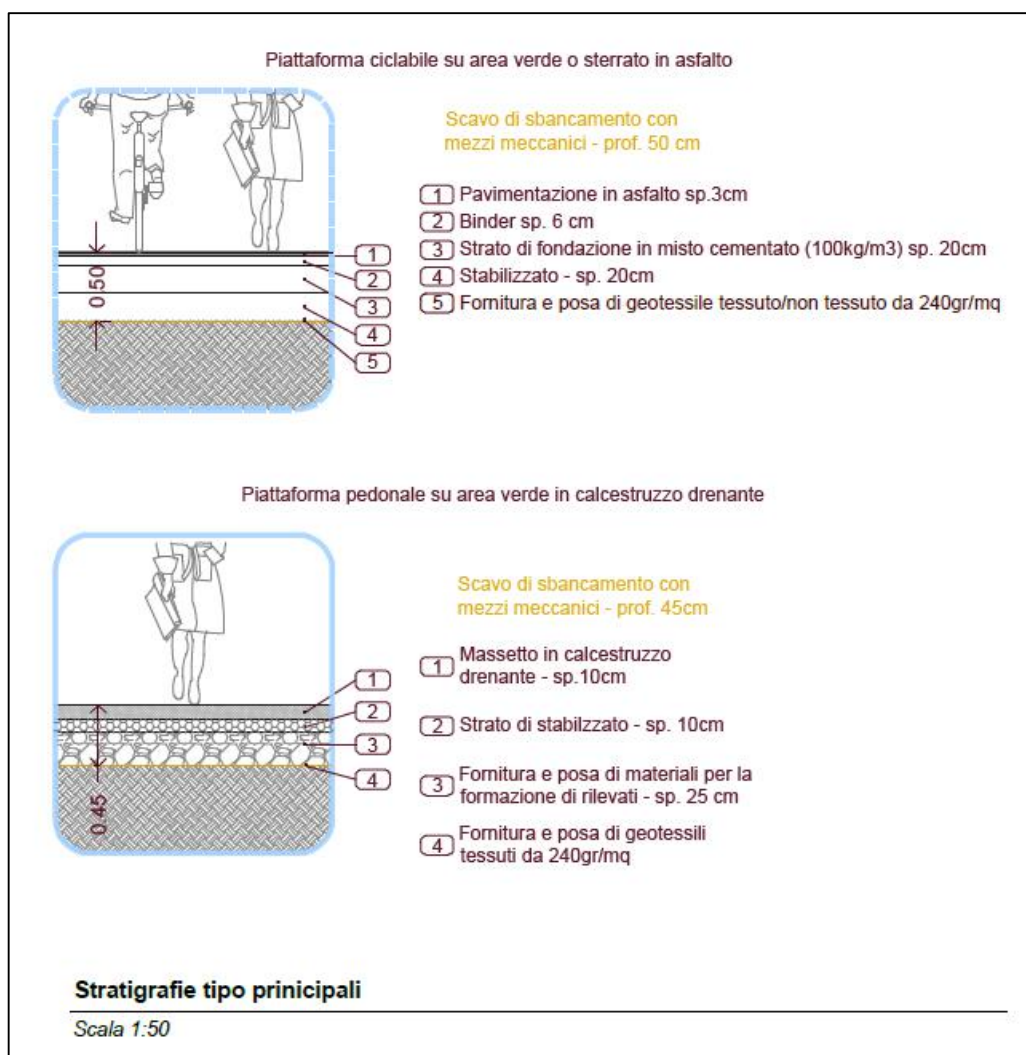 Piattaforma ciclabile su area verde o sterrato in asfalto
Scavo di sbancamento con
mezzi meccanici - prof. 50 cm
1 Pavimentazione in asfalto sp.3cm
2 Binder sp. 6 cm
3 Strato di fondazione in misto cementato (100kg/m3) sp. 20cm
4 Stabilizzato - sp. 20cm
5 Fornitura e posa di geotessile tessuto/non tessuto da 240gr/mq
0.50
1
2
3
4
5
Piattaforma pedonale su area verde in calcestruzzo drenante
Scavo di sbancamento con
mezzi meccanici - prof. 45cm
1 Massetto in calcestruzzo
drenante - sp.10cm
2 Strato di stabilzzato - sp. 10cm
3 Fornitura e posa di materiali per la
formazione di rilevati - sp. 25 cm
4 Fornitura e posa di geotessili
tessuti da 240gr/mq
1
2
3
4
0.45
Stratigrafie tipo prinicipali
Scala 1:50